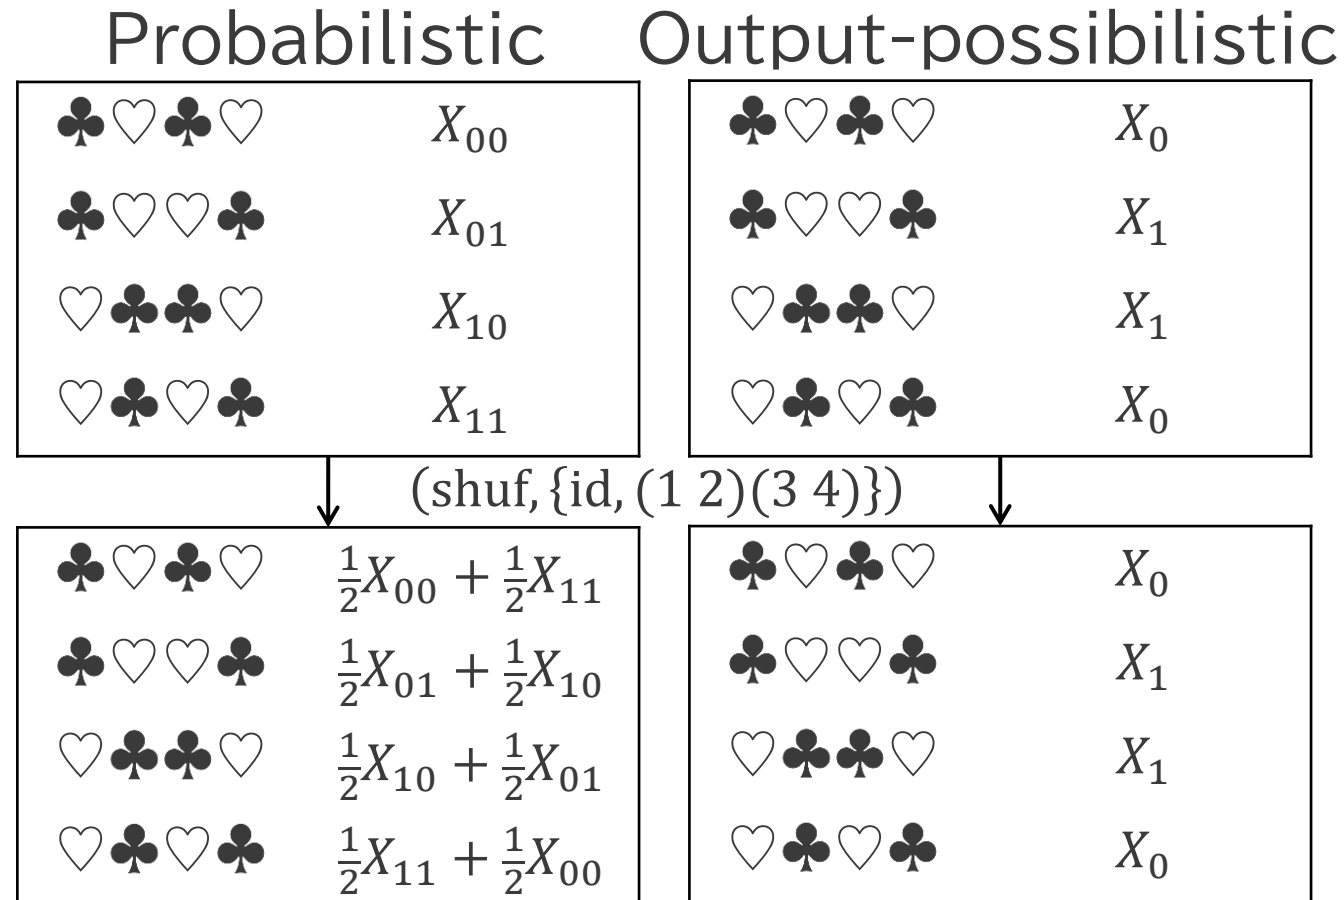 Probabilistic
♣♡♣♡ X₀₀
♣♡♡♣ X₀₁
♡♣♣♡ X₁₀
♡♣♡♣ X₁₁
Output-possibilistic
♣♡♣♡ X₀
♣♡♡♣ X₁
♡♣♣♡ X₁
♡♣♡♣ X₀
(shuf, {id, (1 2)(3 4)})
♣♡♣♡ ½X₀₀ + ½X₁₁
♣♡♡♣ ½X₀₁ + ½X₁₀
♡♣♣♡ ½X₁₀ + ½X₀₁
♡♣♡♣ ½X₁₁ + ½X₀₀
♣♡♣♡ X₀
♣♡♡♣ X₁
♡♣♣♡ X₁
♡♣♡♣ X₀